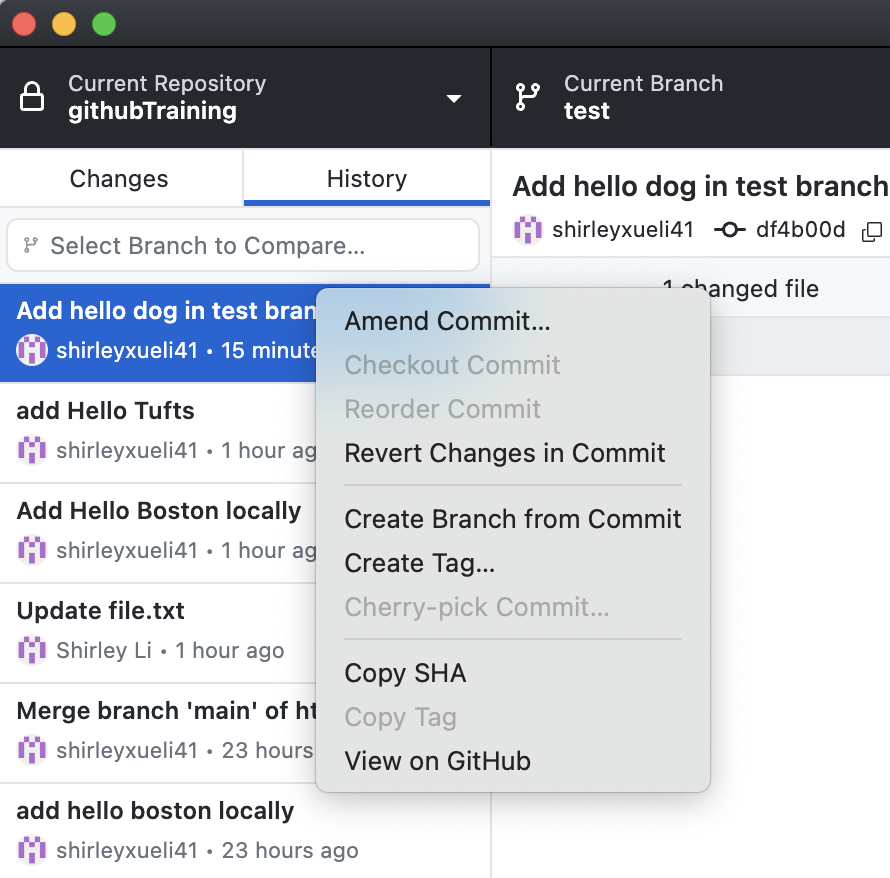 Current Repository
githubTraining
Current Branch
test
Changes
History
Select Branch to Compare...
Add hello dog in test bran
shirleyxueli41 • 15 minute
add Hello Tufts
shirleyxueli41 • 1 hour ag
Add Hello Boston locally
shirleyxueli41 • 1 hour ag
Update file.txt
Shirley Li • 1 hour ago
Merge branch 'main' of ht
shirleyxueli41 • 23 hours
add hello boston locally
shirleyxueli41 • 23 hours ago
Amend Commit...
Checkout Commit
Reorder Commit
Revert Changes in Commit
Create Branch from Commit
Create Tag...
Cherry-pick Commit...
Copy SHA
Copy Tag
View on GitHub
Add hello dog in test branch
shirleyxueli41 df4b00d
1 changed file